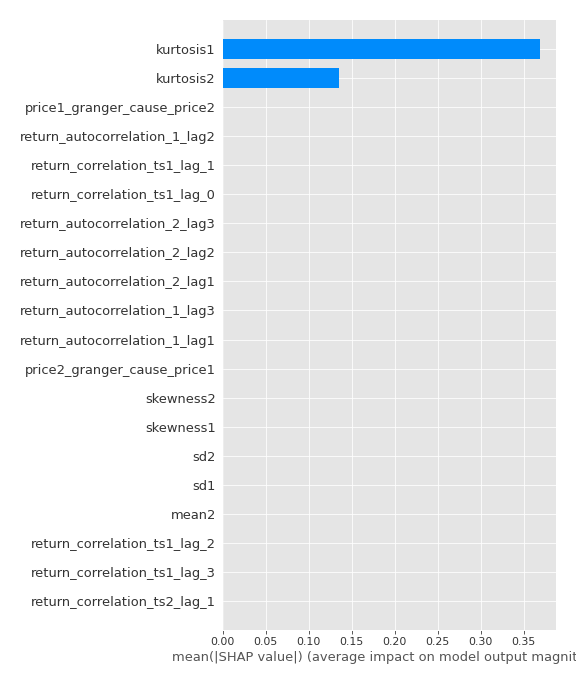 kurtosis1
kurtosis2
price1_granger_cause_price2
return_autocorrelation_1_lag2
return_correlation_ts1_lag_1
return_correlation_ts1_lag_0
return_autocorrelation_2_lag3
return_autocorrelation_2_lag2
return_autocorrelation_2_lag1
return_autocorrelation_1_lag3
return_autocorrelation_1_lag1
price2_granger_cause_price1
skewness2
skewness1
sd2
sd1
mean2
return_correlation_ts1_lag_2
return_correlation_ts1_lag_3
return_correlation_ts2_lag_1
0.00 0.05 0.10 0.15 0.20 0.25 0.30 0.35
mean(|SHAP value|) (average impact on model output magnit